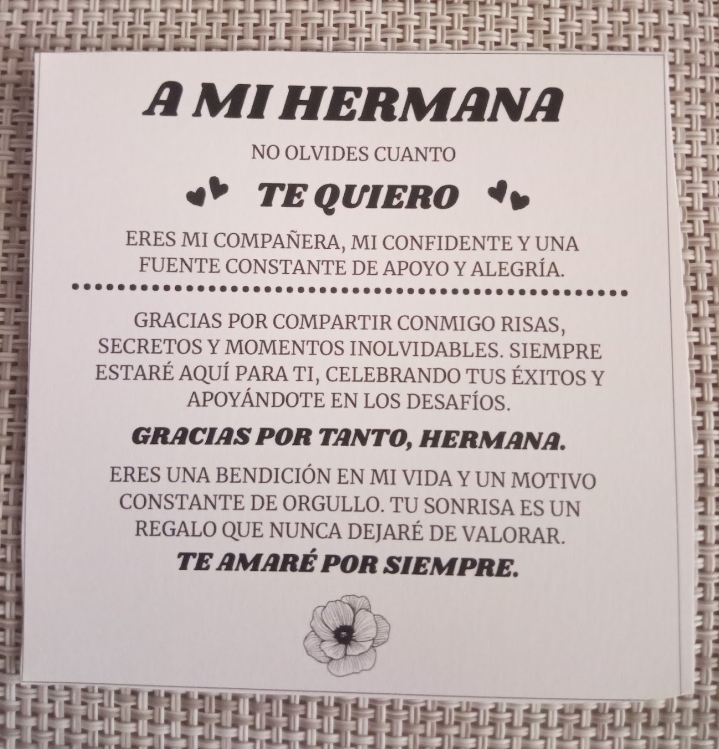 A MI HERMANA
NO OLVIDES CUANTO
TE QUIERO
ERES MI COMPAÑERA, MI CONFIDENTE Y UNA
FUENTE CONSTANTE DE APOYO Y ALEGRÍA.
GRACIAS POR COMPARTIR CONMIGO RISAS,
SECRETOS Y MOMENTOS INOLVIDABLES. SIEMPRE
ESTARÉ AQUÍ PARA TI, CELEBRANDO TUS ÉXITOS Y
APOYÁNDOTE EN LOS DESAFÍOS.
GRACIAS POR TANTO, HERMANA.
ERES UNA BENDICIÓN EN MI VIDA Y UN MOTIVO
CONSTANTE DE ORGULLO. TU SONRISA ES UN
REGALO QUE NUNCA DEJARÉ DE VALORAR.
TE AMARÉ POR SIEMPRE.